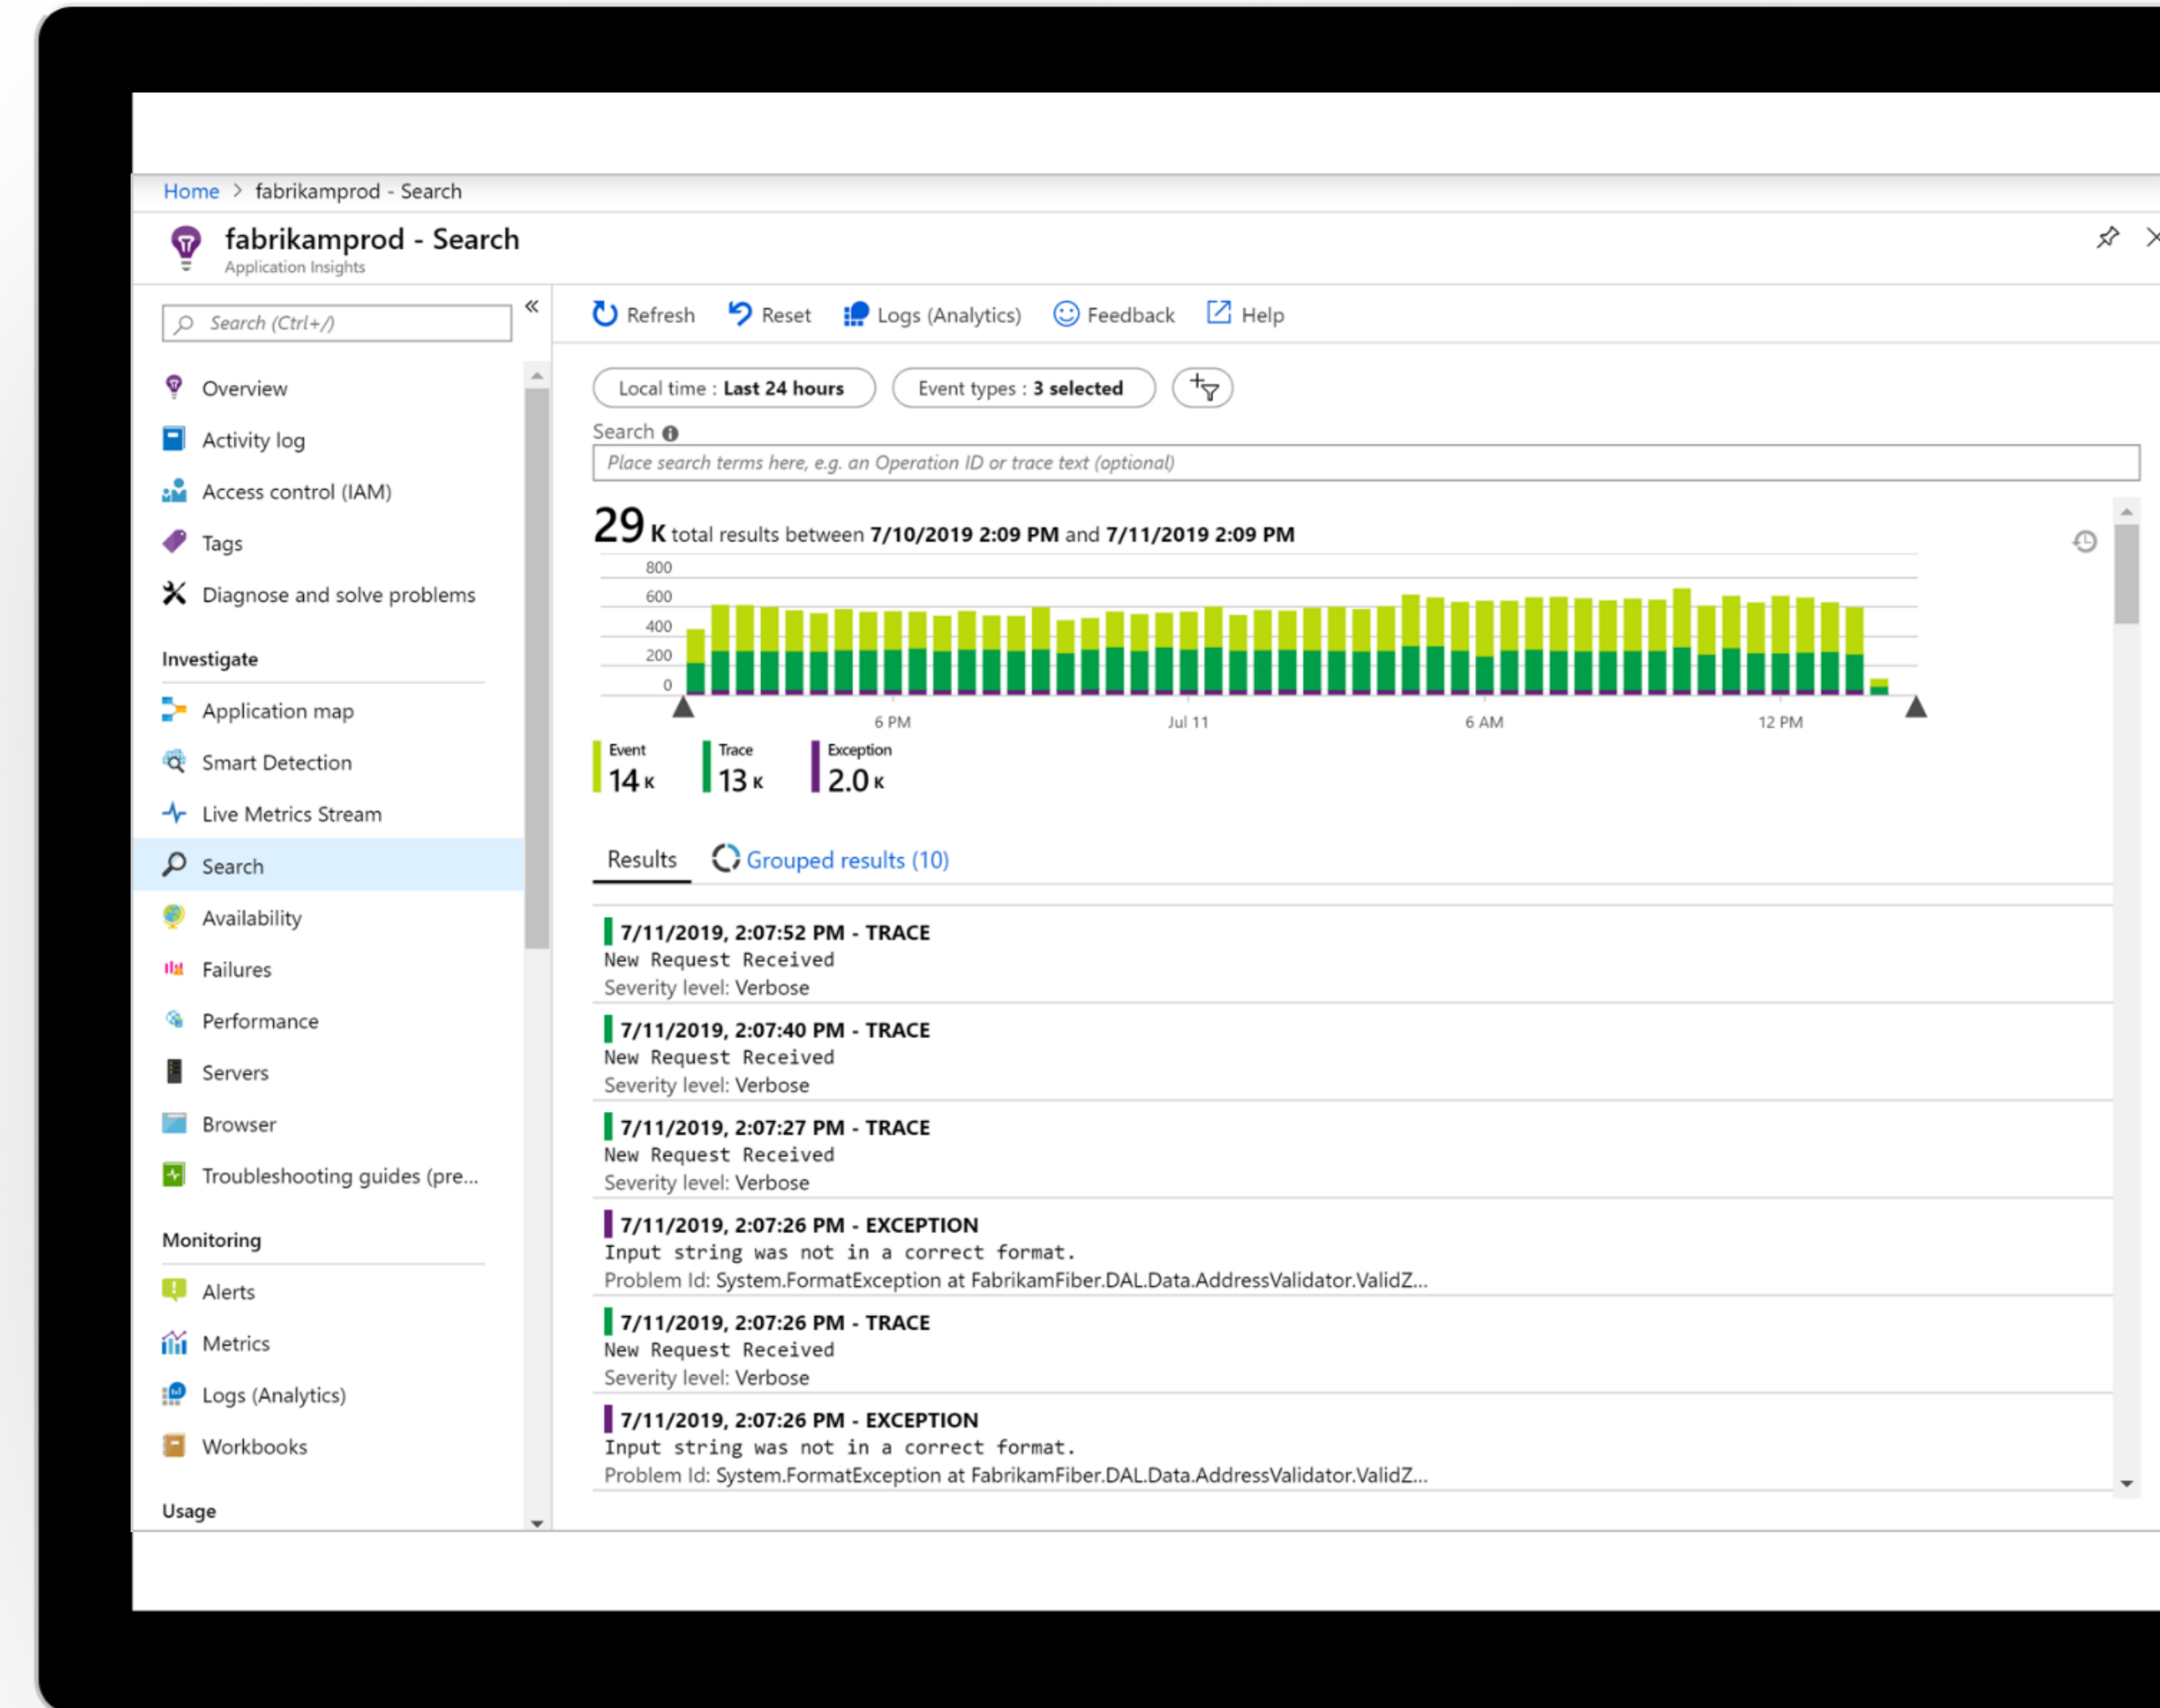 Home > fabrikamprod - Search
fabrikamprod - Search
Application Insights
Search (Ctrl+/)
«
Overview
Activity log
Access control (IAM)
Tags
Diagnose and solve problems
Investigate
Application map
Smart Detection
Live Metrics Stream
Search
Availability
Failures
Performance
Servers
Browser
Troubleshooting guides (pre...
Monitoring
Alerts
Metrics
Logs (Analytics)
Workbooks
Usage
Refresh Reset Logs (Analytics) Feedback Help
Local time : Last 24 hours Event types : 3 selected
Search
Place search terms here, e.g. an Operation ID or trace text (optional)
29 K total results between 7/10/2019 2:09 PM and 7/11/2019 2:09 PM
800
600
400
200
0
6 PM Jul 11 6 AM 12 PM
Event Trace Exception
14 K 13 K 2.0 K
Results Grouped results (10)
7/11/2019, 2:07:52 PM - TRACE
New Request Received
Severity level: Verbose
7/11/2019, 2:07:40 PM - TRACE
New Request Received
Severity level: Verbose
7/11/2019, 2:07:27 PM - TRACE
New Request Received
Severity level: Verbose
7/11/2019, 2:07:26 PM - EXCEPTION
Input string was not in a correct format.
Problem Id: System.FormatException at FabrikamFiber.DAL.Data.AddressValidator.ValidZ...
7/11/2019, 2:07:26 PM - TRACE
New Request Received
Severity level: Verbose
7/11/2019, 2:07:26 PM - EXCEPTION
Input string was not in a correct format.
Problem Id: System.FormatException at FabrikamFiber.DAL.Data.AddressValidator.ValidZ...